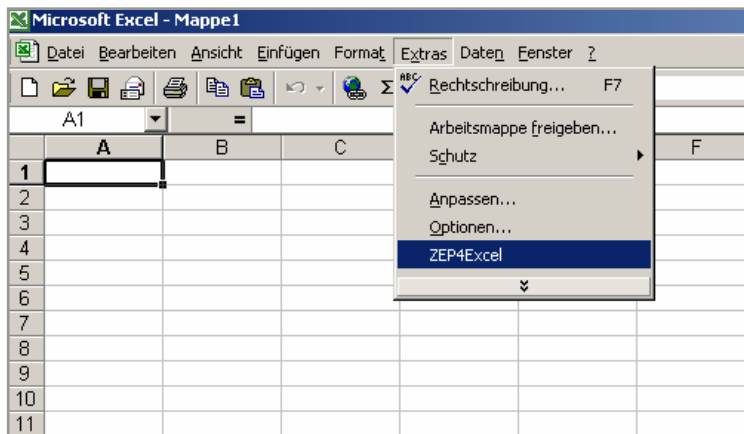 Microsoft Excel - Mappe1
Datei Bearbeiten Ansicht Einfügen Format Extras Daten Fenster ?
Σ
A1 =
A B C F
ABC Rechtschreibung... F7
Arbeitsmappe freigeben...
Schutz
Anpassen...
Optionen...
ZEP4Excel
1
2
3
4
5
6
7
8
9
10
11